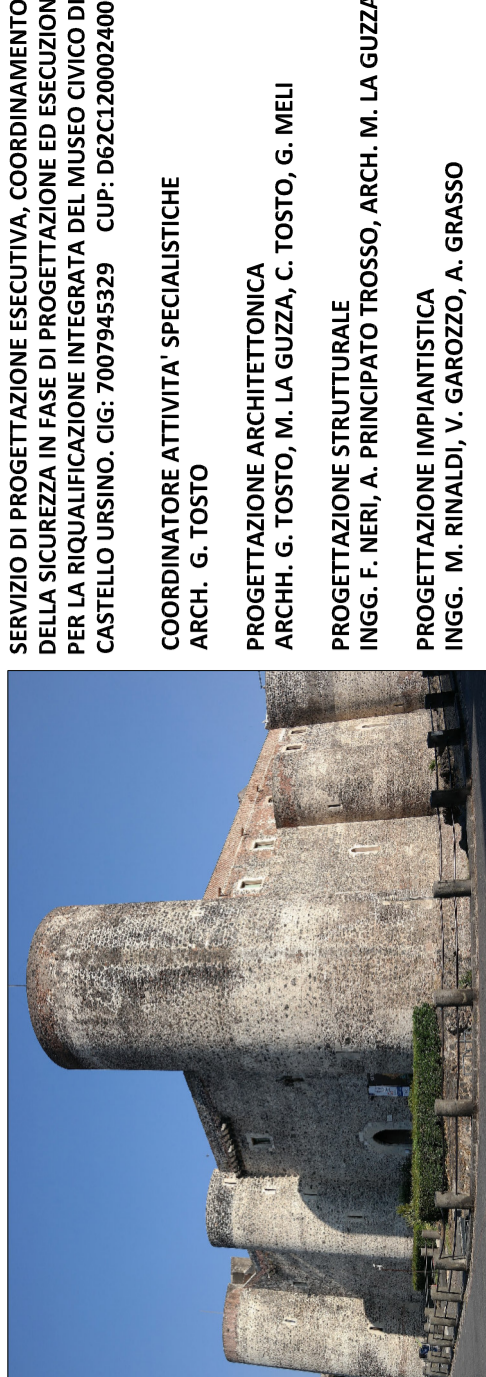 SERVIZIO DI PROGETTAZIONE ESECUTIVA, COORDINAMENTO
DELLA SICUREZZA IN FASE DI PROGETTAZIONE ED ESECUZION
PER LA RIQUALIFICAZIONE INTEGRATA DEL MUSEO CIVICO DI
CASTELLO URSINO. CIG: 7007945329 CUP: D62C12000240
COORDINATORE ATTIVITA' SPECIALISTICHE
ARCH. G. TOSTO
PROGETTAZIONE ARCHITETTONICA
ARCHH. G. TOSTO, M. LA GUZZA, C. TOSTO, G. MELI
PROGETTAZIONE STRUTTURALE
INGG. F. NERI, A. PRINCIPATO TROSSO, ARCH. M. LA GUZZA
PROGETTAZIONE IMPIANTISTICA
INGG. M. RINALDI, V. GAROZZO, A. GRASSO